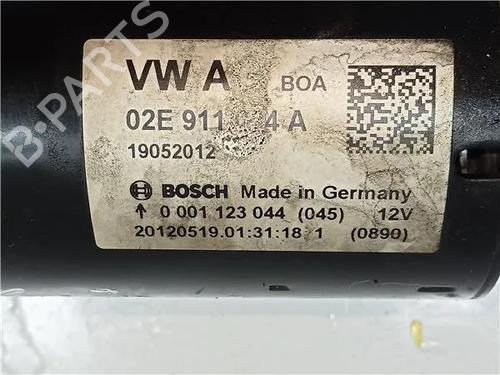 VW A BOA
02E 911 4 A
19052012
BOSCH Made in Germany
↑ 0 001 123 044 (045) 12V
20120519.01:31:18 1 (0890)
B-PARTS